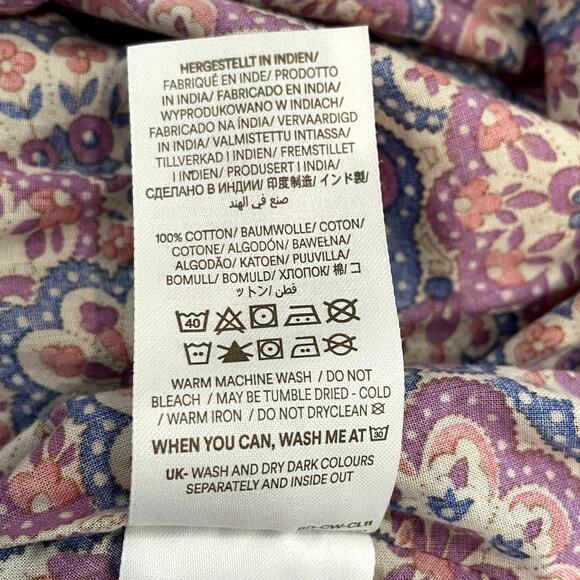 HERGESTELLT IN INDIEN/
FABRIQUÉ EN INDE/ PRODOTTO
IN INDIA/ FABRICADO EN INDIA/
WYPRODUKOWANO W INDIACH/
FABRICADO NA ÍNDIA/ VERVAARDIGD
IN INDIA/ VALMISTETTU INTIASSA/
TILLVERKAD I INDIEN/ FREMSTILLET
I INDIEN/ PRODUSERT I INDIA/
СДЕЛАНО В ИНДИИ/ 印度制造/ インド製/
صنع في الهند
100% COTTON/ BAUMWOLLE/ COTON/
COTONE/ ALGODÓN/ BAWEŁNA/
ALGODÃO/ KATOEN/ PUUVILLA/
BOMULL/ BOMULD/ ХЛОПОК/ 棉/ コ
ットン/ قطن/
40
WARM MACHINE WASH / DO NOT
BLEACH / MAY BE TUMBLE DRIED - COLD
/ WARM IRON / DO NOT DRYCLEAN
WHEN YOU CAN, WASH ME AT 30
UK- WASH AND DRY DARK COLOURS
SEPARATELY AND INSIDE OUT